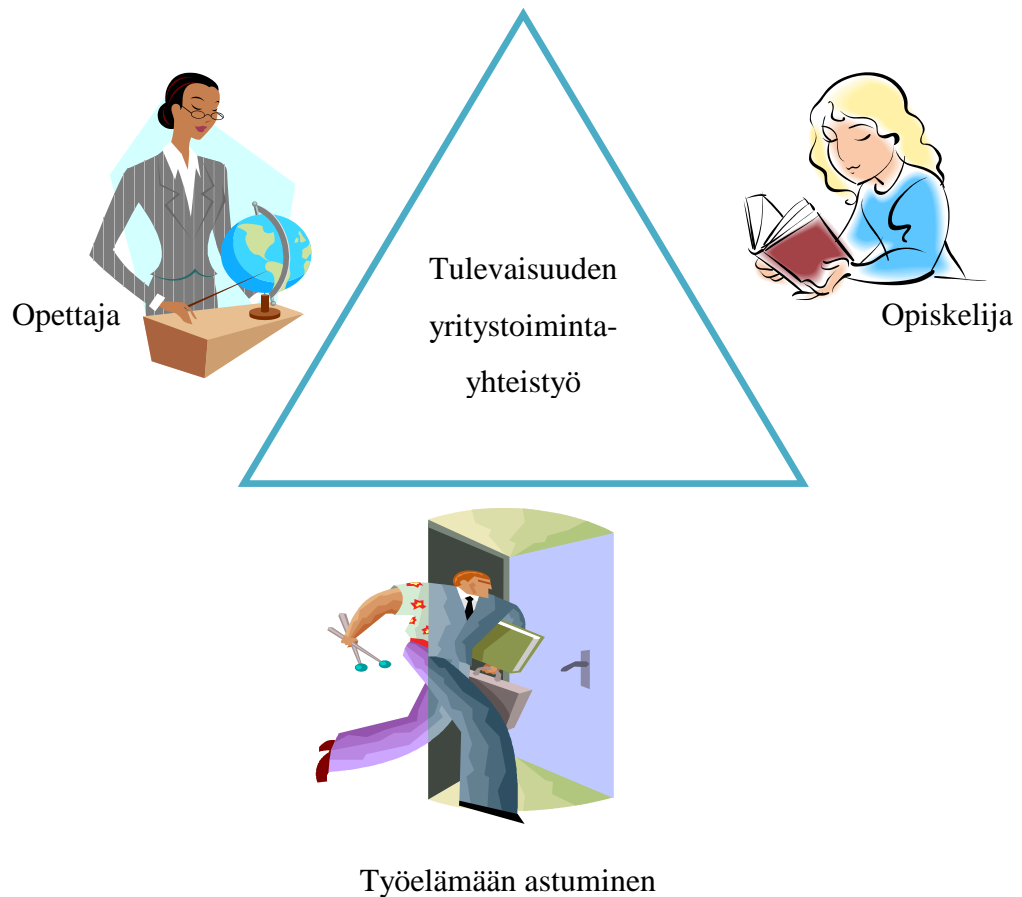 Tulevaisuuden
yritystoiminta-
yhteistyö
Opettaja
Opiskelija
Työelämään astuminen